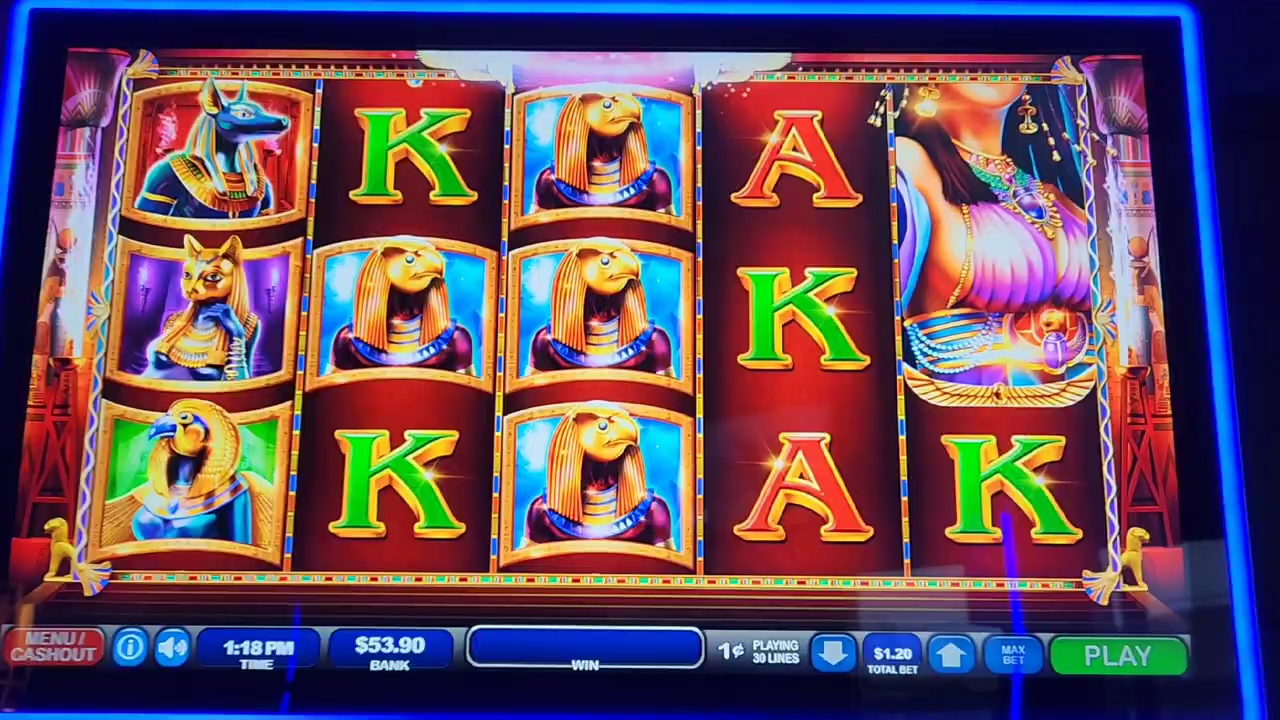 K
A
K
K
A
K
MENU /
CASHOUT
1:18 PM
TIME
$53.90
BANK
WIN
1¢
PLAYING
30 LINES
$1.20
TOTAL BET
MAX
BET
PLAY